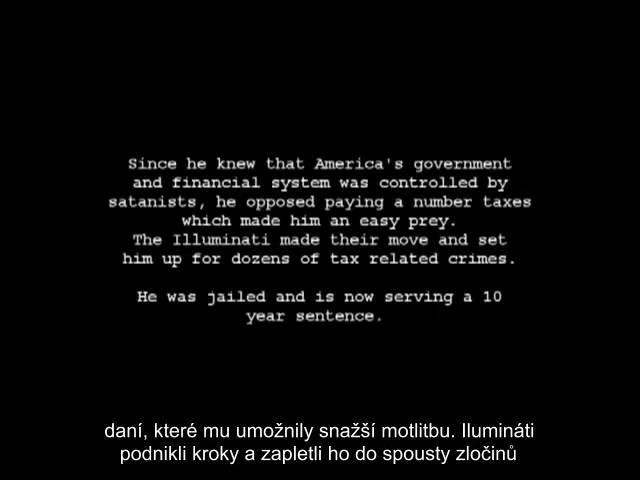 Since he knew that America's government
and financial system was controlled by
satanists, he opposed paying a number taxes
which made him an easy prey.
The Illuminati made their move and set
him up for dozens of tax related crimes.
He was jailed and is now serving a 10
year sentence.
daní, které mu umožnily snažší motlitbu. Ilumináti
podnikli kroky a zapletli ho do spousty zločinů